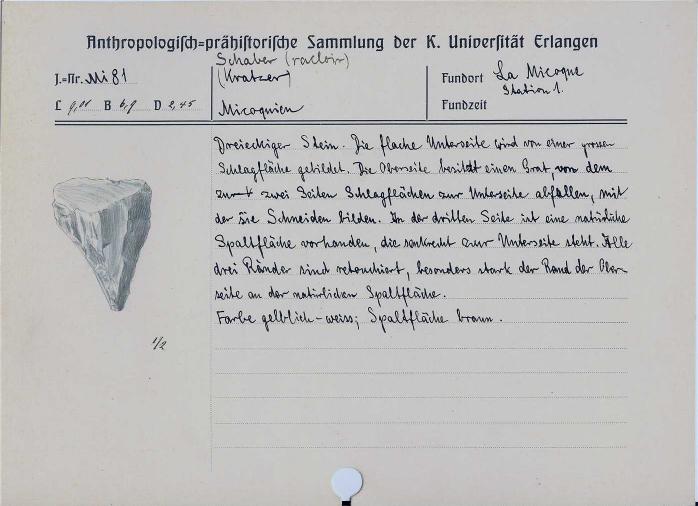 Anthropologisch=prähistorische Sammlung der K. Universität Erlangen
Schaber (racloir)
J.=Nr. Mi 81 (Kratzer) Fundort La Micoque
Station 1.
L 9,01 B 6,9 D 2,45 Micoquien Fundzeit
Dreieckiger Stein. Die flache Unterseite wird von einer grossen
Schlagfläche gebildet. Die Oberseite besitzt einen Grat, von dem
zwei Seiten Schlagflächen zur Unterseite abfallen, mit
der sie Schneiden bilden. An der dritten Seite ist eine natürliche
Spaltfläche vorhanden, die senkrecht zur Unterseite steht. Alle
drei Ränder sind retouchiert, besonders stark der Rand der Ober-
seite an der natürlichen Spaltfläche.
Farbe gelblich-weiss; Spaltfläche braun.
1/2